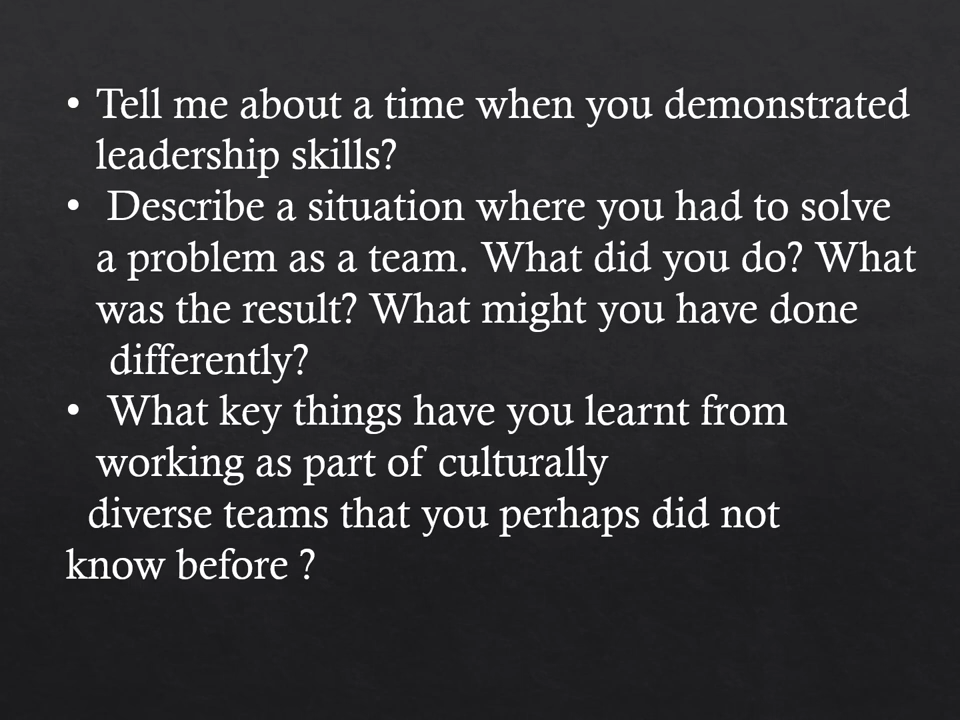 • Tell me about a time when you demonstrated
leadership skills?
• Describe a situation where you had to solve
a problem as a team. What did you do? What
was the result? What might you have done
differently?
• What key things have you learnt from
working as part of culturally
diverse teams that you perhaps did not
know before ?